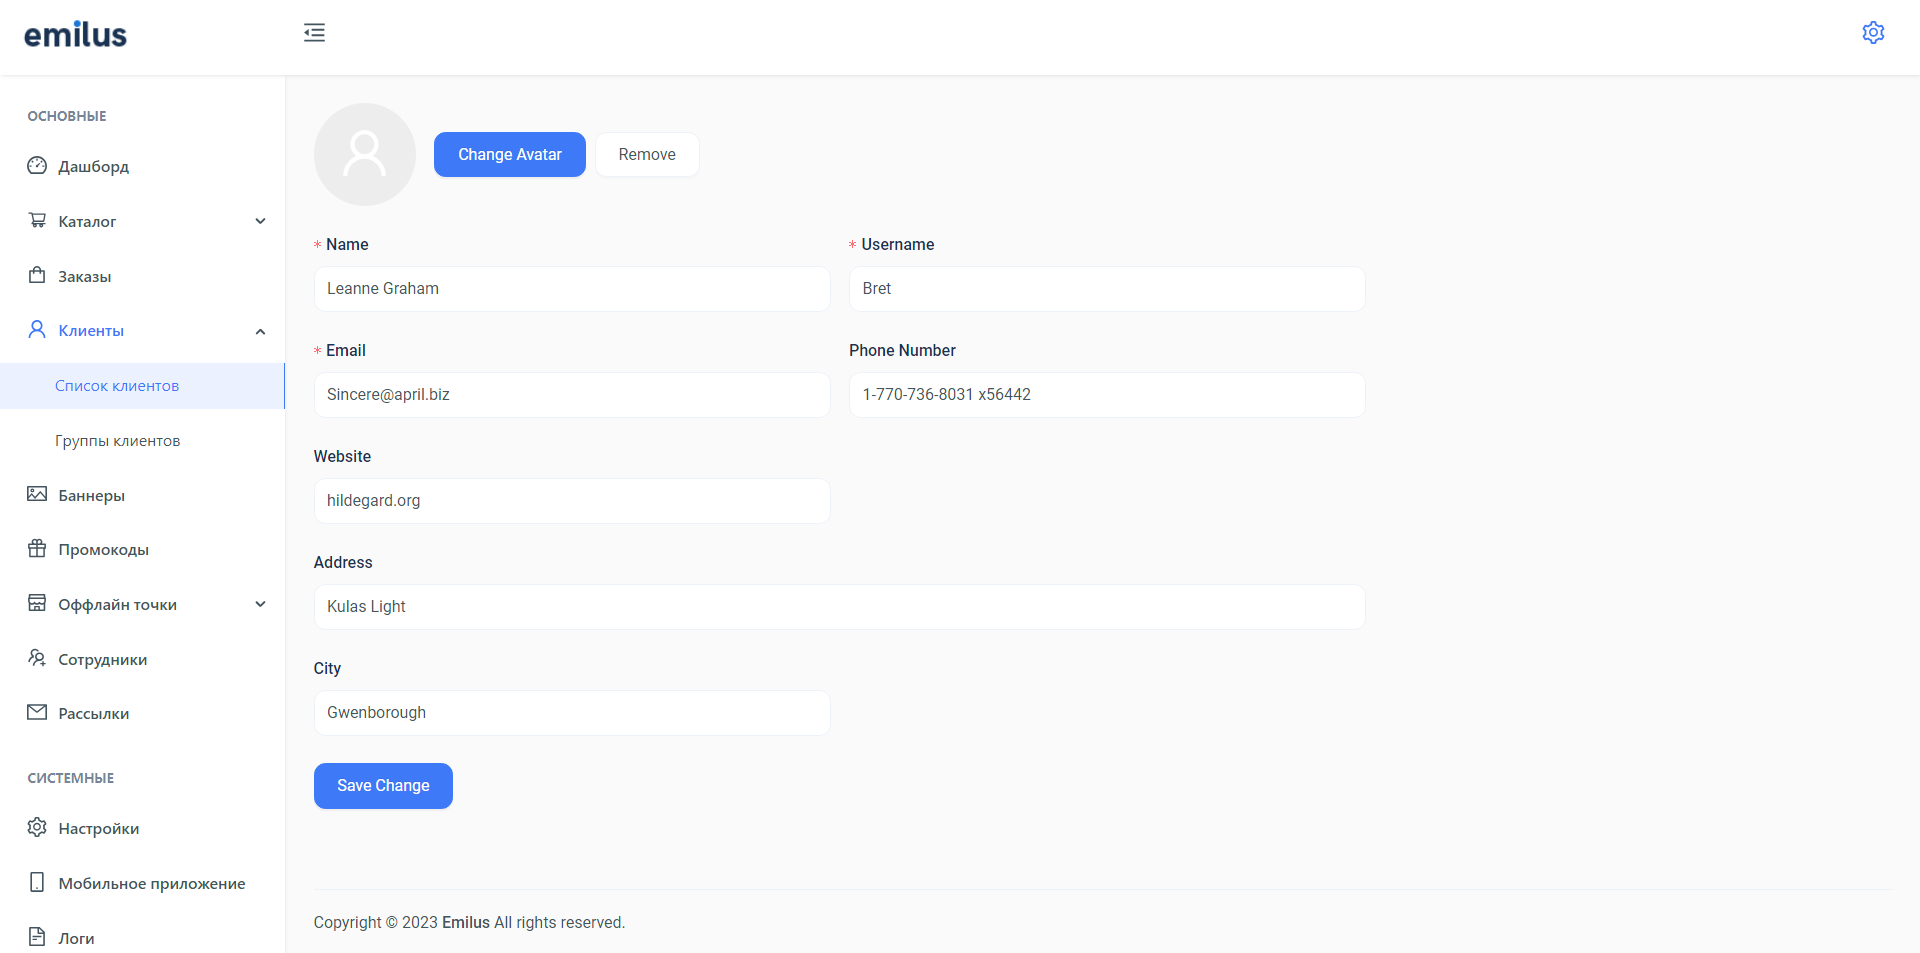 emilus
ОСНОВНЫЕ
Дашборд
Каталог
Заказы
Клиенты
Список клиентов
Группы клиентов
Баннеры
Промокоды
Оффлайн точки
Сотрудники
Рассылки
СИСТЕМНЫЕ
Настройки
Мобильное приложение
Логи
Change Avatar
Remove
* Name
* Username
Leanne Graham
Bret
* Email
Phone Number
Sincere@april.biz
1-770-736-8031 x56442
Website
hildegard.org
Address
Kulas Light
City
Gwenborough
Save Change
Copyright © 2023 Emilus All rights reserved.